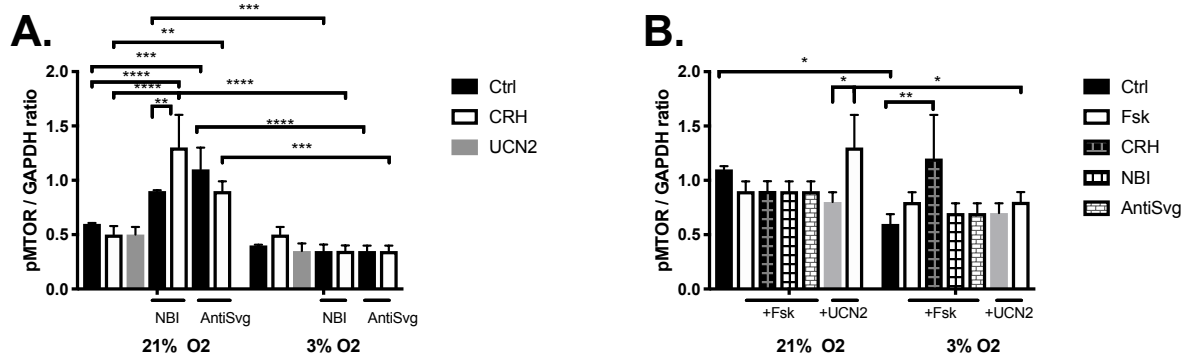 A.
***
**
***
****
****
****
**
****
***
pMTOR / GAPDH ratio
2.0
1.5
1.0
0.5
0.0
NBI
AntiSvg
NBI
AntiSvg
21% O2
3% O2
Ctrl
CRH
UCN2
B.
*
*
*
**
pMTOR / GAPDH ratio
2.0
1.5
1.0
0.5
0.0
+Fsk
+UCN2
+Fsk
+UCN2
21% O2
3% O2
Ctrl
Fsk
CRH
NBI
AntiSvg